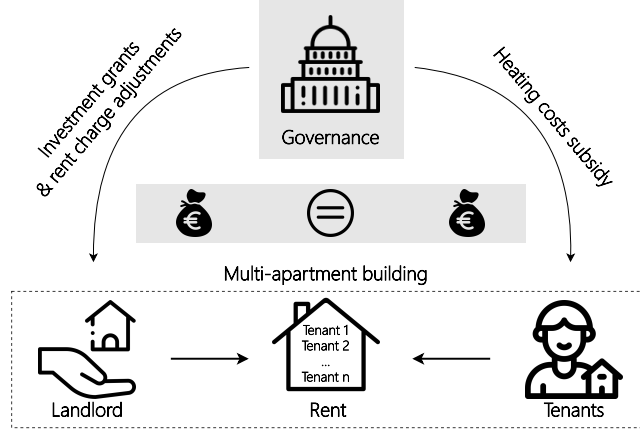 Investment grants
& rent charge adjustments
Governance
Heating costs subsidy
€
€
Multi-apartment building
Tenant 1
Tenant 2
...
Tenant n
Landlord
Rent
Tenants